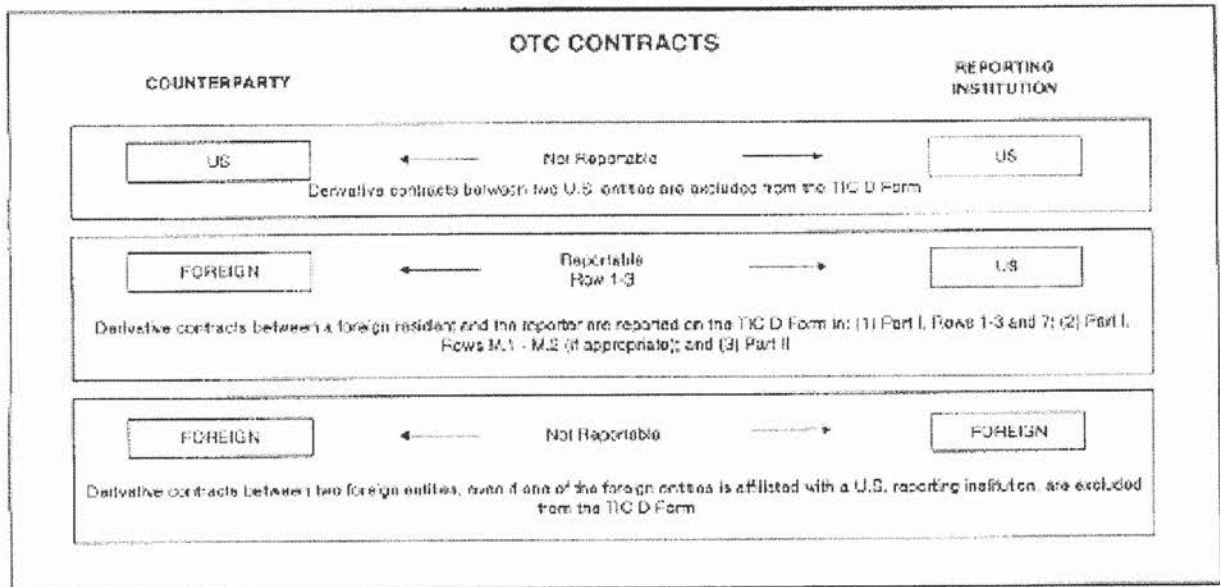 OTC CONTRACTS
COUNTERPARTY
REPORTING
INSTITUTION
US
Not Reportable
US
Derivative contracts between two U.S. entities are excluded from the TIC D Form
FOREIGN
Reportable
Row 1-3
US
Derivative contracts between a foreign resident and the reporter are reported on the TIC D Form in: (1) Part I, Rows 1-3 and 7; (2) Part I,
Rows M.1 - M.2 (if appropriate); and (3) Part II
FOREIGN
Not Reportable
FOREIGN
Derivative contracts between two foreign entities, even if one of the foreign entities is affiliated with a U.S. reporting institution, are excluded
from the TIC D Form